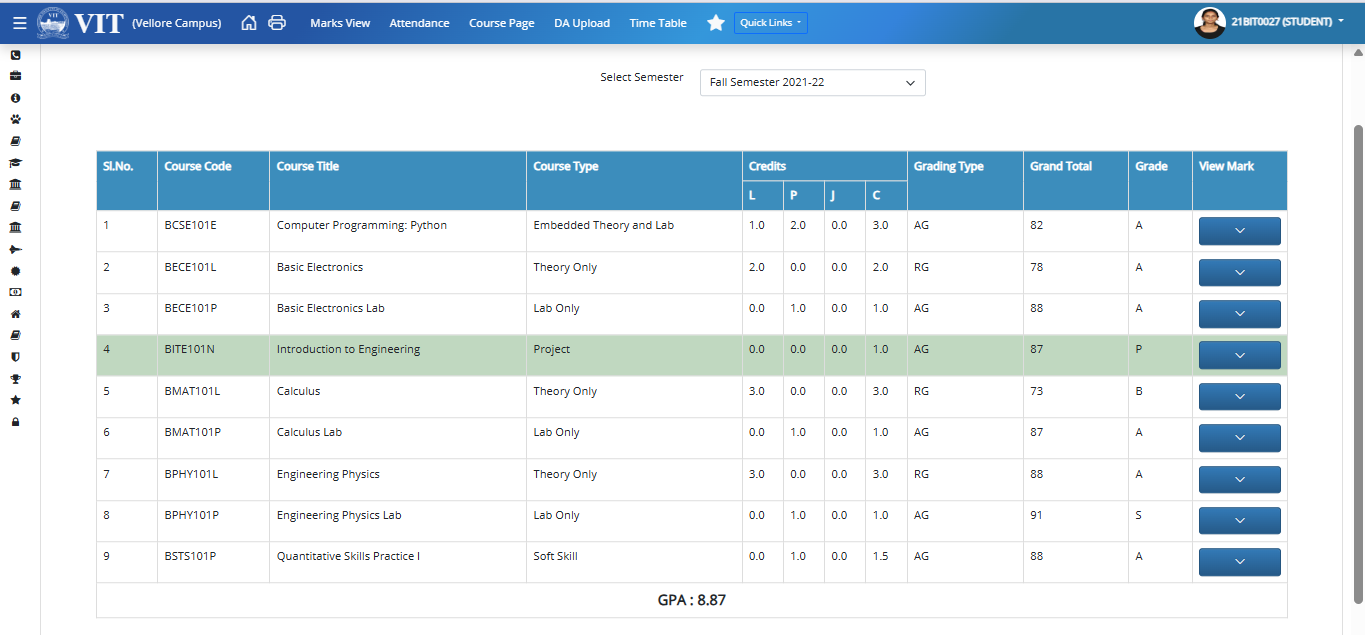 VIT (Vellore Campus) Marks View Attendance Course Page DA Upload Time Table Quick Links 21BIT0027 (STUDENT)
Select Semester Fall Semester 2021-22
Sl.No. Course Code Course Title Course Type Credits Grading Type Grand Total Grade View Mark
L P J C
1 BCSE101E Computer Programming: Python Embedded Theory and Lab 1.0 2.0 0.0 3.0 AG 82 A
2 BECE101L Basic Electronics Theory Only 2.0 0.0 0.0 2.0 RG 78 A
3 BECE101P Basic Electronics Lab Lab Only 0.0 1.0 0.0 1.0 AG 88 A
4 BITE101N Introduction to Engineering Project 0.0 0.0 0.0 1.0 AG 87 P
5 BMAT101L Calculus Theory Only 3.0 0.0 0.0 3.0 RG 73 B
6 BMAT101P Calculus Lab Lab Only 0.0 1.0 0.0 1.0 AG 87 A
7 BPHY101L Engineering Physics Theory Only 3.0 0.0 0.0 3.0 RG 88 A
8 BPHY101P Engineering Physics Lab Lab Only 0.0 1.0 0.0 1.0 AG 91 S
9 BSTS101P Quantitative Skills Practice I Soft Skill 0.0 1.0 0.0 1.5 AG 88 A
GPA : 8.87